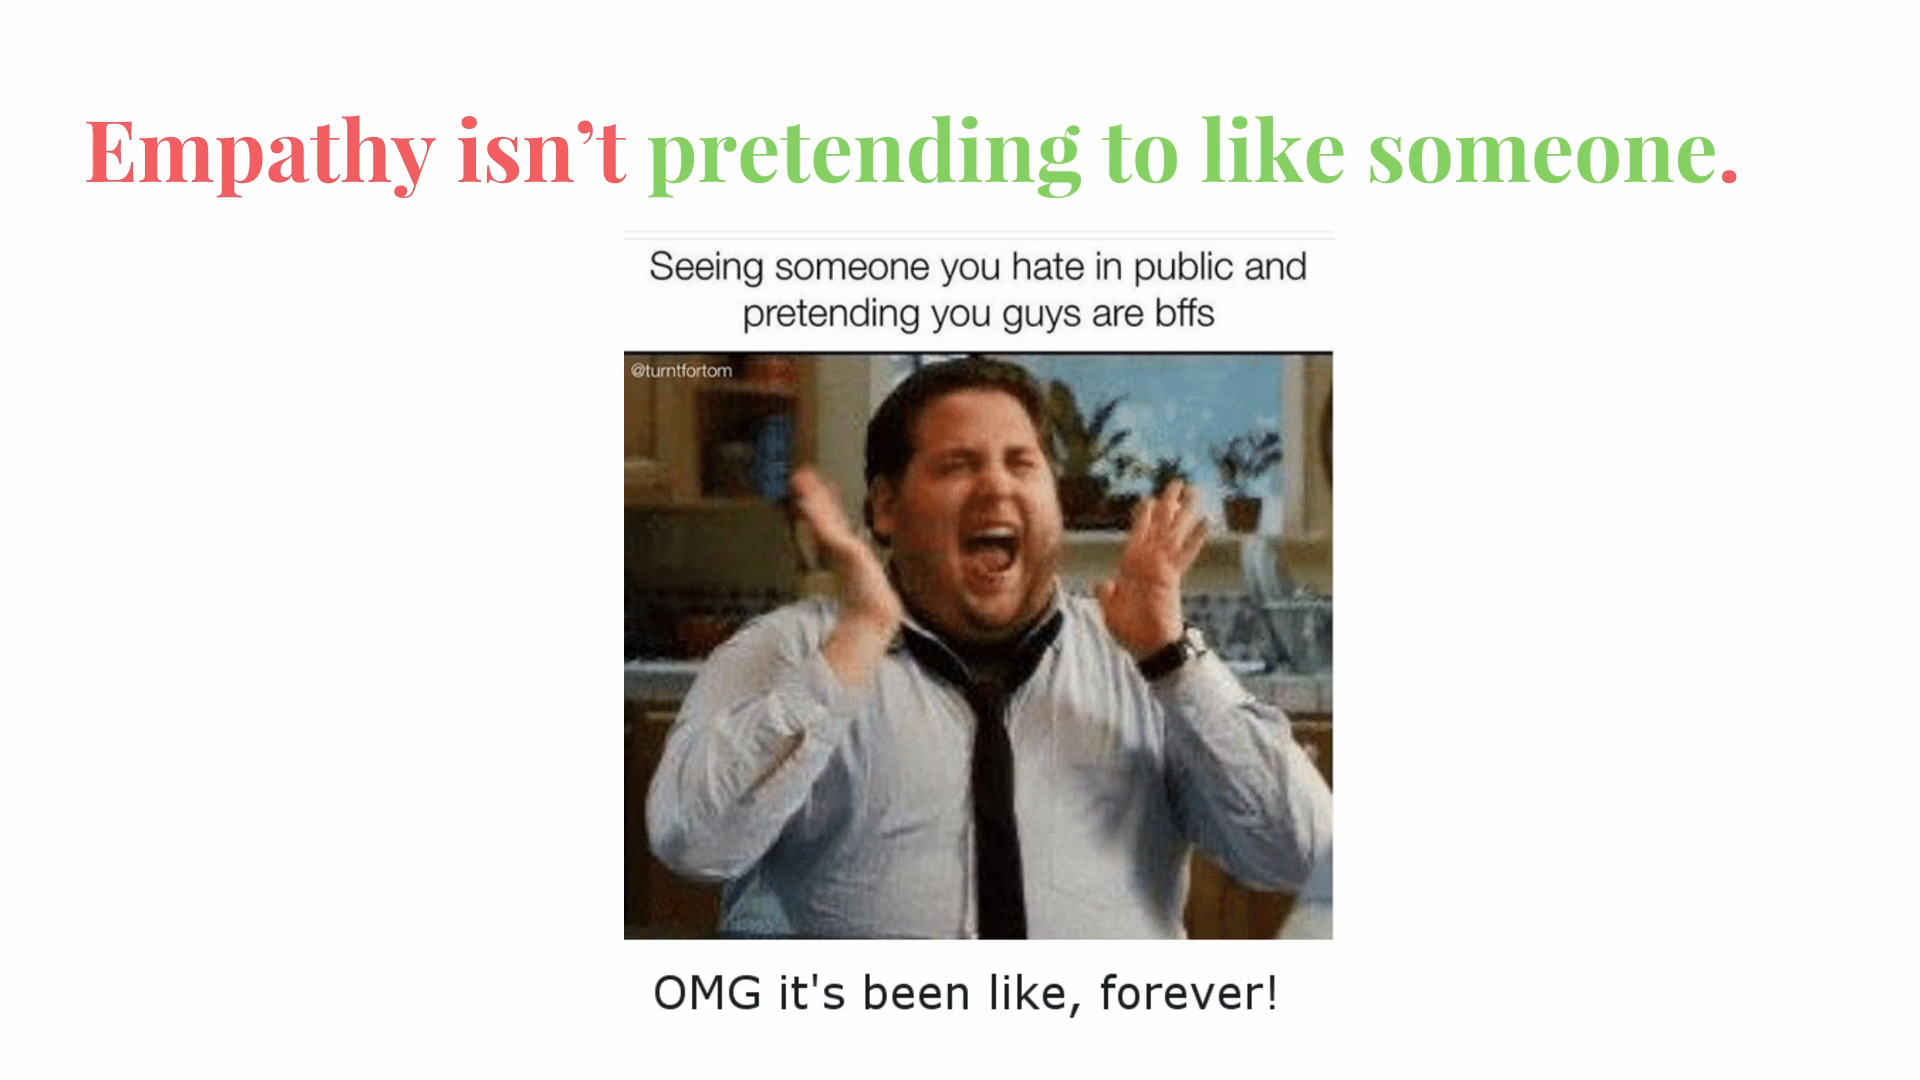 Empathy isn’t pretending to like someone.
Seeing someone you hate in public and
pretending you guys are bffs
@turntfortom
OMG it's been like, forever!